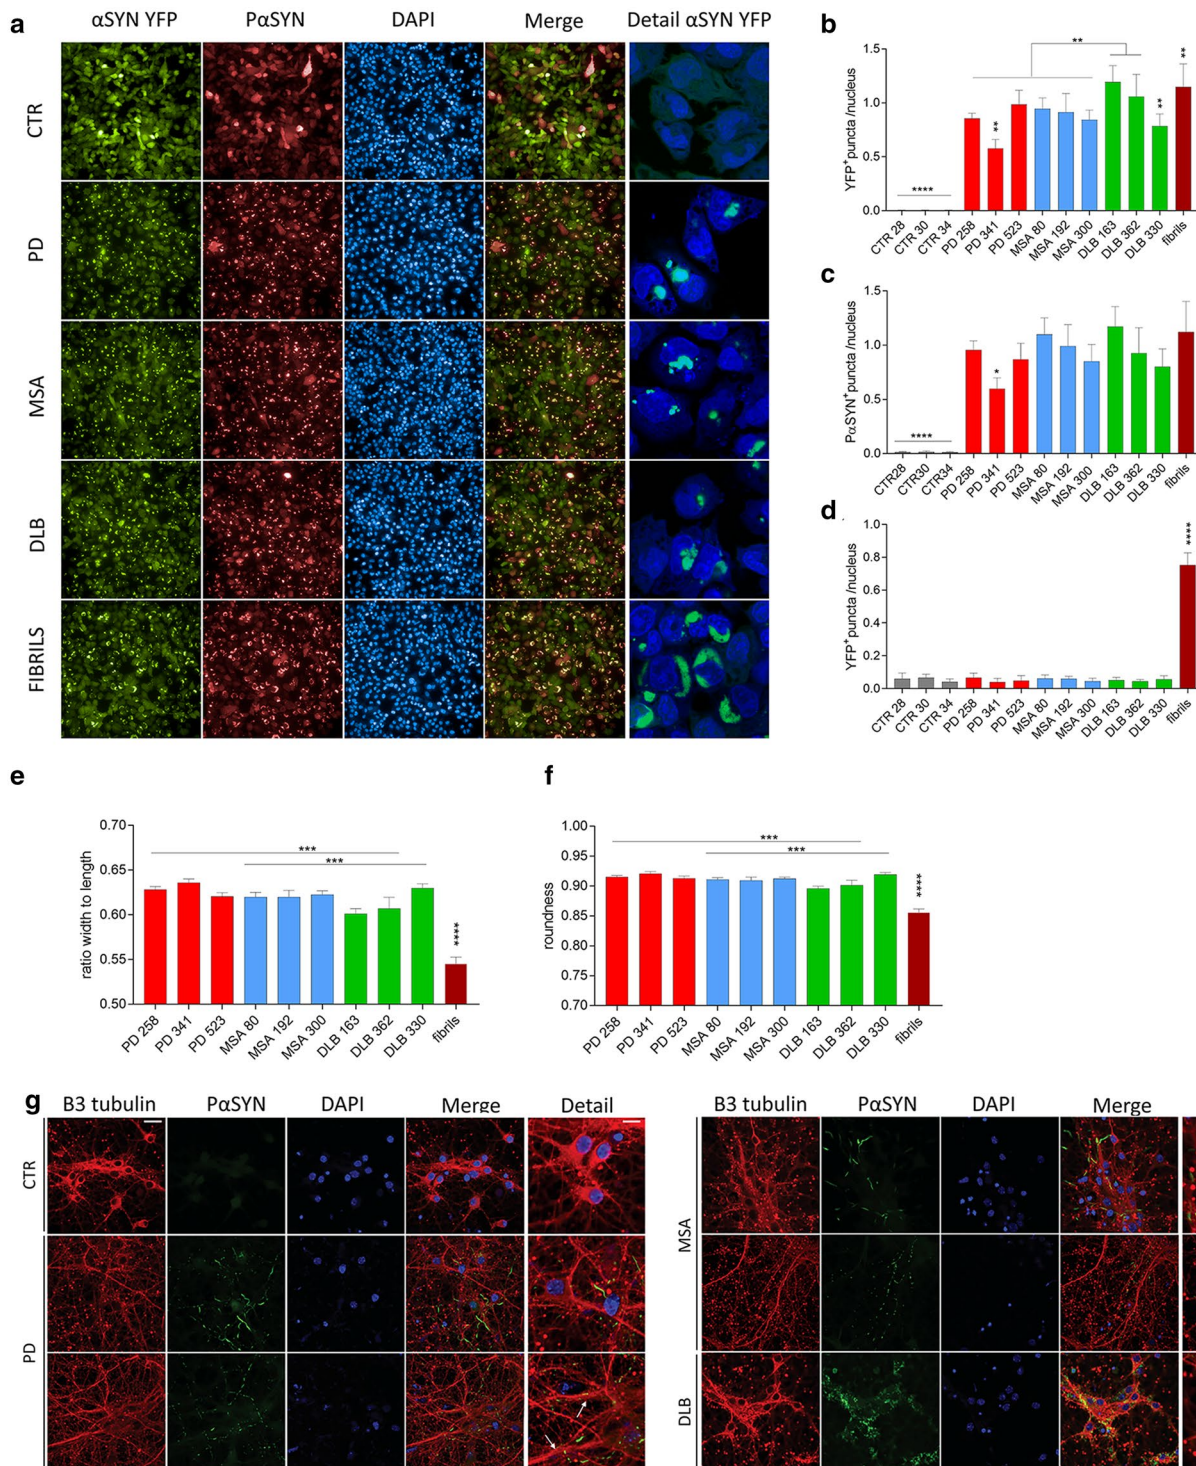 a
αSYN YFP PαSYN DAPI Merge Detail αSYN YFP
CTR
PD
MSA
DLB
FIBRILS
b
YFP⁺puncta /nucleus
1.5
1.0
0.5
0.0
****
**
**
**
**
CTR 28 CTR 30 CTR 34 PD 258 PD 341 PD 523 MSA 80 MSA 192 MSA 300 DLB 163 DLB 362 DLB 330 fibrils
c
PαSYN⁺puncta /nucleus
1.5
1.0
0.5
0.0
****
*
CTR28 CTR30 CTR34 PD 258 PD 341 PD 523 MSA 80 MSA 192 MSA 300 DLB 163 DLB 362 DLB 330 fibrils
d
YFP⁺puncta /nucleus
1.0
0.8
0.6
0.4
0.2
0.0
****
CTR 28 CTR 30 CTR 34 PD 258 PD 341 PD 523 MSA 80 MSA 192 MSA 300 DLB 163 DLB 362 DLB 330 fibrils
e
ratio width to length
0.70
0.65
0.60
0.55
0.50
***
***
****
PD 258 PD 341 PD 523 MSA 80 MSA 192 MSA 300 DLB 163 DLB 362 DLB 330 fibrils
f
roundness
1.00
0.95
0.90
0.85
0.80
0.75
0.70
***
***
****
PD 258 PD 341 PD 523 MSA 80 MSA 192 MSA 300 DLB 163 DLB 362 DLB 330 fibrils
g
B3 tubulin PαSYN DAPI Merge Detail
CTR
PD
B3 tubulin PαSYN DAPI Merge
MSA
DLB